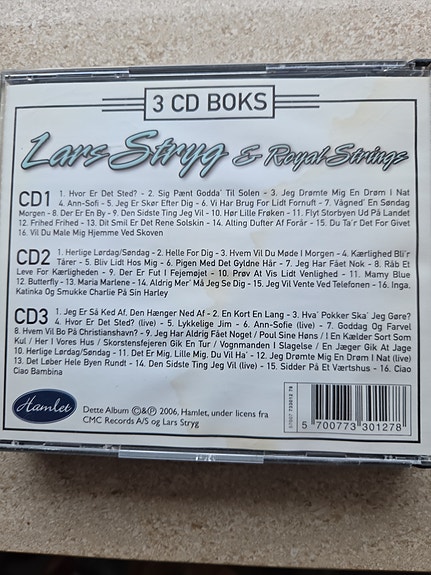 3 CD BOKS
Lars Stryg & Royal Strings
CD1 1. Hvor Er Det Sted? - 2. Sig Pænt Godda' Til Solen - 3. Jeg Drømte Mig En Drøm I Nat
4. Ann-Sofi - 5. Jeg Er Skør Efter Dig - 6. Vi Har Brug For Lidt Fornuft - 7. Vågned' En Søndag
Morgen - 8. Der Er En By - 9. Den Sidste Ting Jeg Vil - 10. Hør Lille Frøken - 11. Flyt Storbyen Ud På Landet
12. Frihed Frihed - 13. Dit Smil Er Det Rene Solskin - 14. Alting Dufter Af Forår - 15. Du Ta'r Det For Givet
16. Vil Du Male Mig Hjemme Ved Skoven
CD2 1. Herlige Lørdag/Søndag - 2. Helle For Dig - 3. Hvem Vil Du Møde I Morgen - 4. Kærlighed Bli'r
Tårer - 5. Bliv Lidt Hos Mig - 6. Pigen Med Det Gyldne Hår - 7. Jeg Har Fået Nok - 8. Råb Et
Leve For Kærligheden - 9. Der Er Fut I Fejemøjet - 10. Prøv At Vis Lidt Venlighed - 11. Mamy Blue
12. Butterfly - 13. Maria Marlene - 14. Aldrig Mer' Må Jeg Se Dig - 15. Jeg Vil Vente Ved Telefonen - 16. Inga,
Katinka Og Smukke Charlie På Sin Harley
CD3 1. Jeg Er Så Ked Af, Den Hænger Ned Af - 2. En Kort En Lang - 3. Hva' Pokker Ska' Jeg Gøre?
4. Hvor Er Det Sted? (live) - 5. Lykkelige Jim - 6. Ann-Sofie (live) - 7. Goddag Og Farvel
8. Hvem Vil Bo På Christianshavn? - 9. Jeg Har Aldrig Fået Noget / Poul Sine Høns / I En Kælder Sort Som
Kul / Her I Vores Hus / Skorstensfejeren Gik En Tur / Vognmanden I Slagelse / En Jæger Gik At Jage
10. Herlige Lørdag/Søndag - 11. Det Er Mig, Lille Mig, Du Vil Ha' - 12. Jeg Drømte Mig En Drøm I Nat (live)
13. Det Løber Hele Byen Rundt - 14. Den Sidste Ting Jeg Vil (live) - 15. Sidder På Et Værtshus - 16. Ciao
Ciao Bambina
Hamlet
Dette Album ©&℗ 2006, Hamlet, under licens fra
CMC Records A/S og Lars Stryg
5 700773 301278